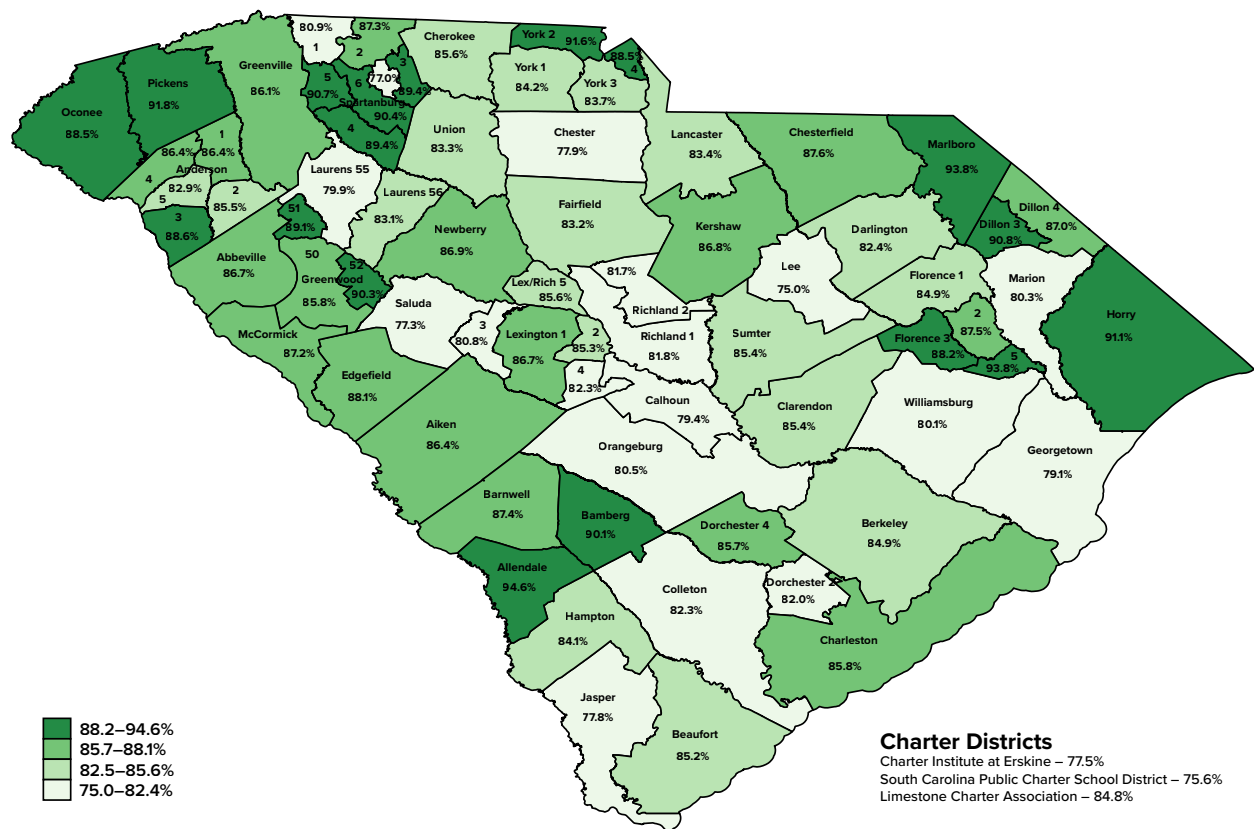 80.9%
1
87.3%
2
Cherokee
85.6%
York 2
91.6%
88.5%
4
Greenville
86.1%
Pickens
91.8%
Oconee
88.5%
5
90.7%
6
77.0%
3
89.4%
Spartanburg
90.4%
4
89.4%
York 1
84.2%
York 3
83.7%
Union
83.3%
Chester
77.9%
Lancaster
83.4%
Chesterfield
87.6%
Marlboro
93.8%
1
86.4%
86.4%
Anderson
4
82.9%
5
2
85.5%
3
88.6%
Laurens 55
79.9%
Laurens 56
83.1%
51
89.1%
Newberry
86.9%
Fairfield
83.2%
Kershaw
86.8%
Darlington
82.4%
Dillon 4
87.0%
Dillon 3
90.8%
Abbeville
86.7%
50
Greenwood
85.8%
52
90.3%
Lex/Rich 5
85.6%
81.7%
Richland 2
Lee
75.0%
Florence 1
84.9%
Marion
80.3%
Horry
91.1%
McCormick
87.2%
Saluda
77.3%
3
80.8%
Lexington 1
86.7%
2
85.3%
4
82.3%
Richland 1
81.8%
Sumter
85.4%
Florence 3
88.2%
2
87.5%
5
93.8%
Edgefield
88.1%
Aiken
86.4%
Calhoun
79.4%
Clarendon
85.4%
Williamsburg
80.1%
Georgetown
79.1%
Orangeburg
80.5%
Barnwell
87.4%
Bamberg
90.1%
Dorchester 4
85.7%
Berkeley
84.9%
Allendale
94.6%
Colleton
82.3%
Dorchester 2
82.0%
Hampton
84.1%
Charleston
85.8%
Jasper
77.8%
Beaufort
85.2%
88.2–94.6%
85.7–88.1%
82.5–85.6%
75.0–82.4%
Charter Districts
Charter Institute at Erskine – 77.5%
South Carolina Public Charter School District – 75.6%
Limestone Charter Association – 84.8%